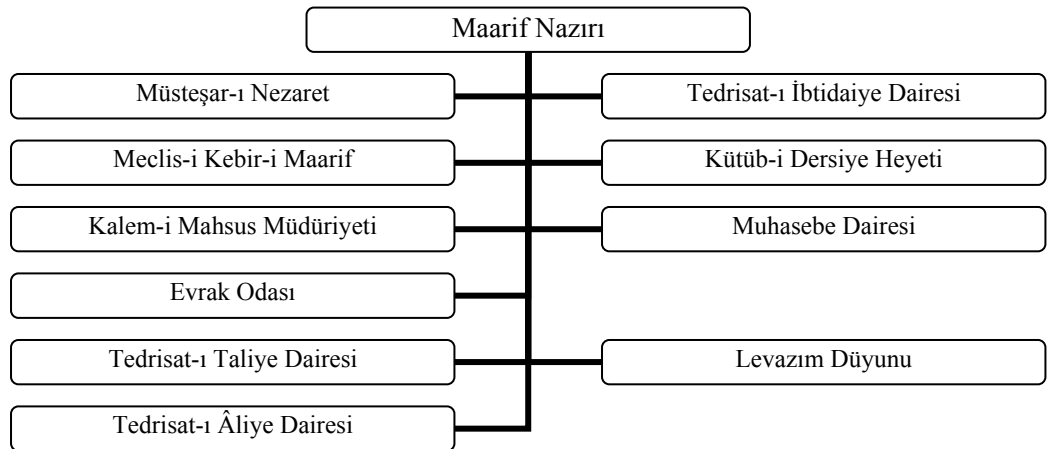 Maarif Nazırı
Müsteşar-ı Nezaret
Tedrisat-ı İbtidaiye Dairesi
Meclis-i Kebir-i Maarif
Kütüb-i Dersiye Heyeti
Kalem-i Mahsus Müdüriyeti
Muhasebe Dairesi
Evrak Odası
Tedrisat-ı Taliye Dairesi
Levazım Düyunu
Tedrisat-ı Âliye Dairesi